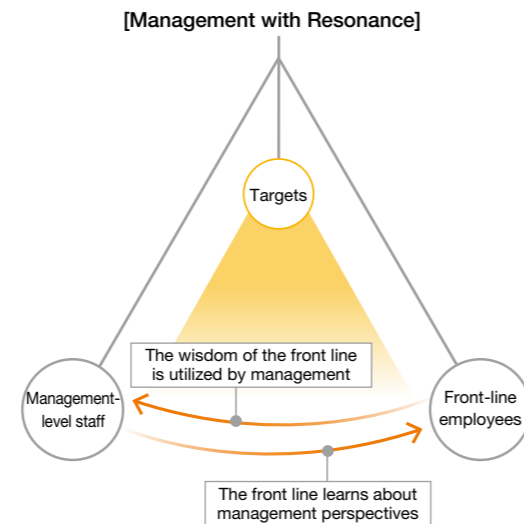 [Management with Resonance]
Targets
The wisdom of the front line
is utilized by management
Management-
level staff
Front-line
employees
The front line learns about
management perspectives